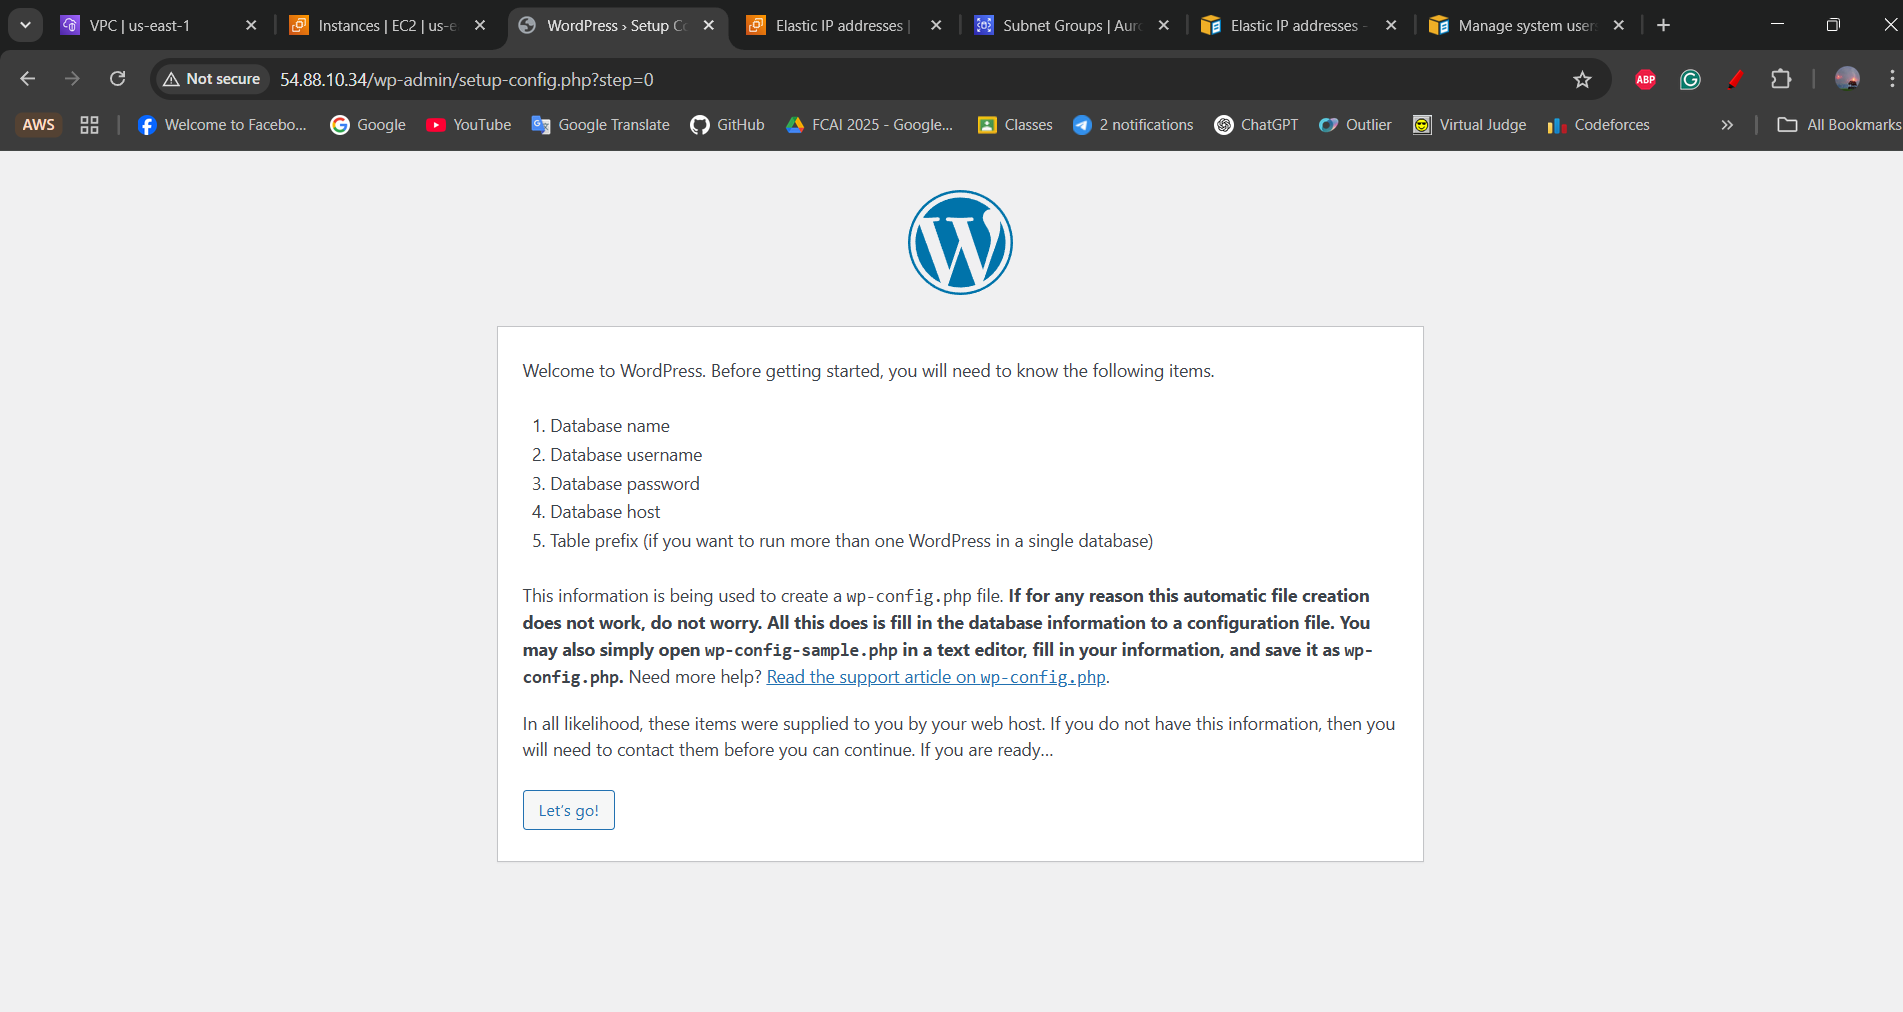 VPC | us-east-1
Instances | EC2 | us-e
WordPress › Setup Co
Elastic IP addresses |
Subnet Groups | Auro
Elastic IP addresses -
Manage system user
Not secure
54.88.10.34/wp-admin/setup-config.php?step=0
ABP
AWS
Welcome to Facebo...
Google
YouTube
Google Translate
GitHub
FCAI 2025 - Google...
Classes
2 notifications
ChatGPT
Outlier
Virtual Judge
Codeforces
»
All Bookmarks
Welcome to WordPress. Before getting started, you will need to know the following items.
1. Database name
2. Database username
3. Database password
4. Database host
5. Table prefix (if you want to run more than one WordPress in a single database)
This information is being used to create a wp-config.php file. If for any reason this automatic file creation
does not work, do not worry. All this does is fill in the database information to a configuration file. You
may also simply open wp-config-sample.php in a text editor, fill in your information, and save it as wp-
config.php. Need more help? Read the support article on wp-config.php.
In all likelihood, these items were supplied to you by your web host. If you do not have this information, then you
will need to contact them before you can continue. If you are ready…
Let’s go!